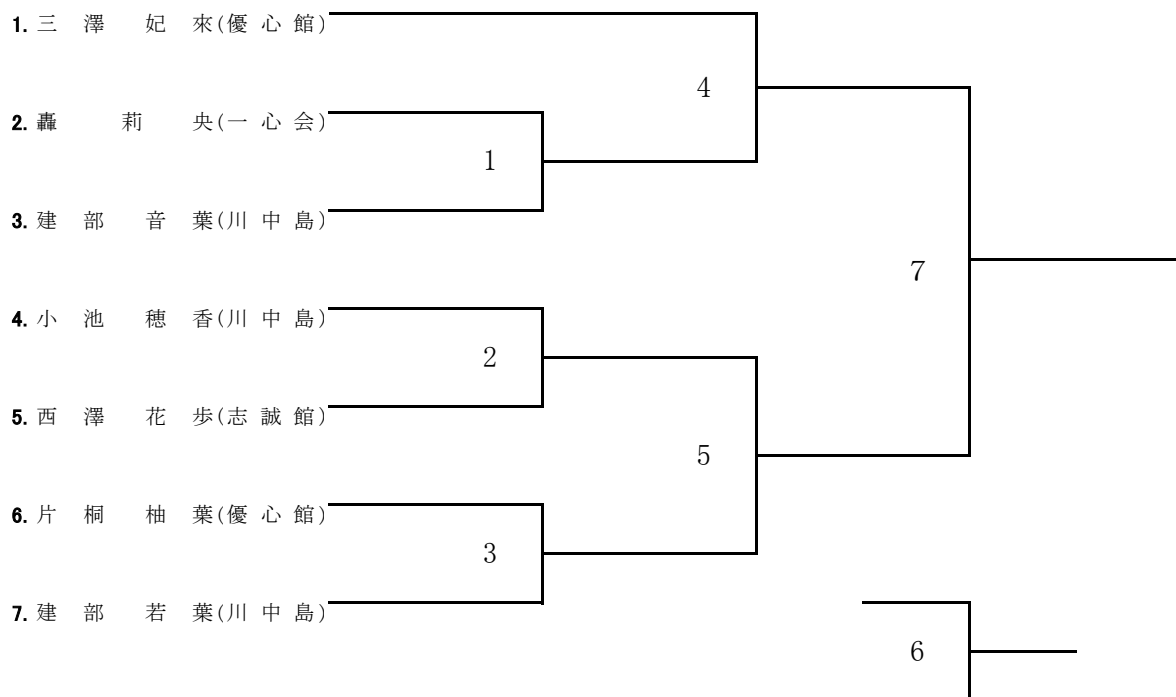 1. 三 澤 妃 來(優 心 館)
4
2. 轟 莉 央(一 心 会)
1
3. 建 部 音 葉(川 中 島)
7
4. 小 池 穂 香(川 中 島)
2
5. 西 澤 花 歩(志 誠 館)
5
6. 片 桐 柚 葉(優 心 館)
3
7. 建 部 若 葉(川 中 島)
6